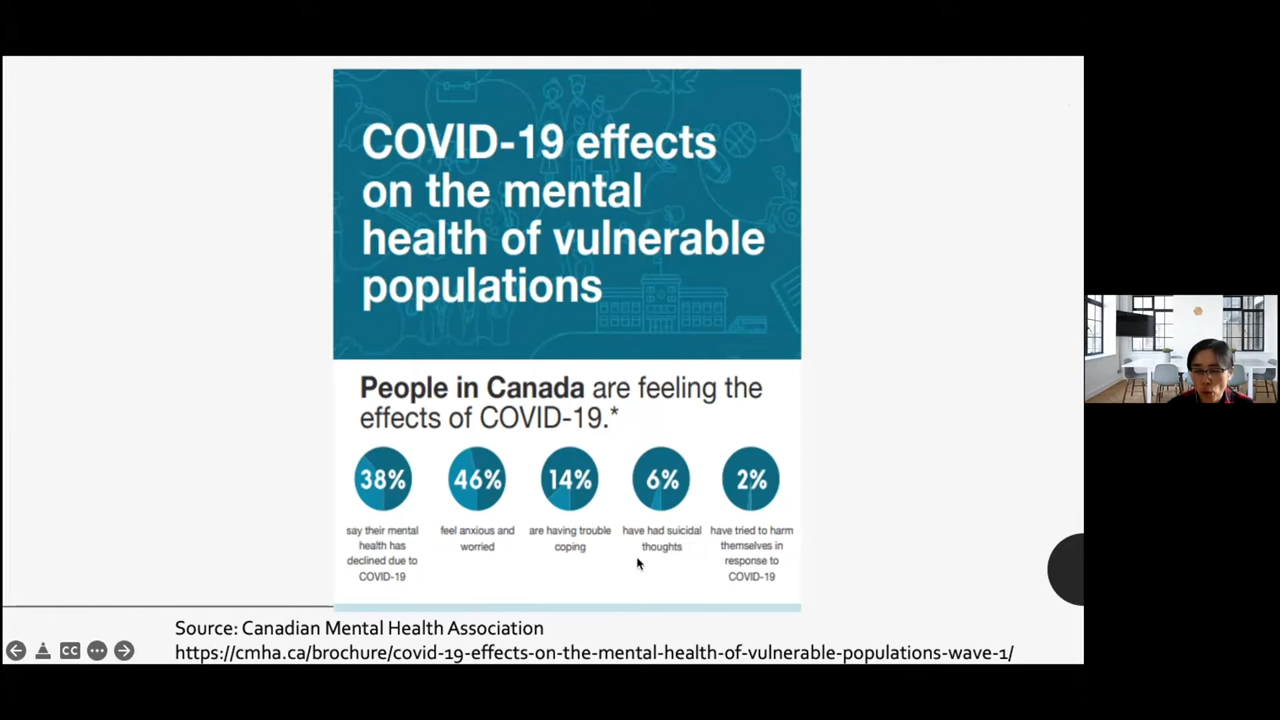 COVID-19 effects
on the mental
health of vulnerable
populations
People in Canada are feeling the
effects of COVID-19.*
38%
say their mental
health has
declined due to
COVID-19
46%
feel anxious and
worried
14%
are having trouble
coping
6%
have had suicidal
thoughts
2%
have tried to harm
themselves in
response to
COVID-19
CC
Source: Canadian Mental Health Association
https://cmha.ca/brochure/covid-19-effects-on-the-mental-health-of-vulnerable-populations-wave-1/